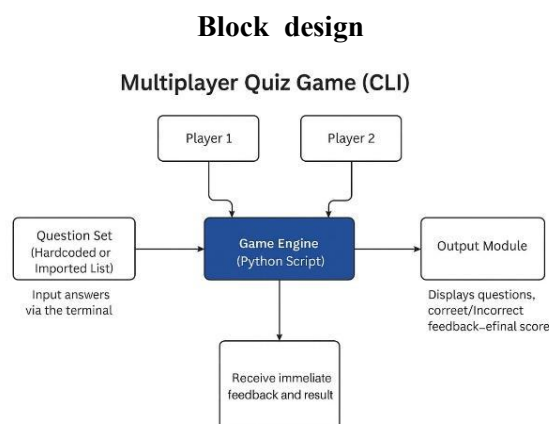 Block design
Multiplayer Quiz Game (CLI)
Player 1
Player 2
Question Set
(Hardcoded or
Imported List)
Input answers
via the terminal
Game Engine
(Python Script)
Output Module
Displays questions,
correet/Incorrect
feedback–efinal score
Receive immeliate
feedback and result